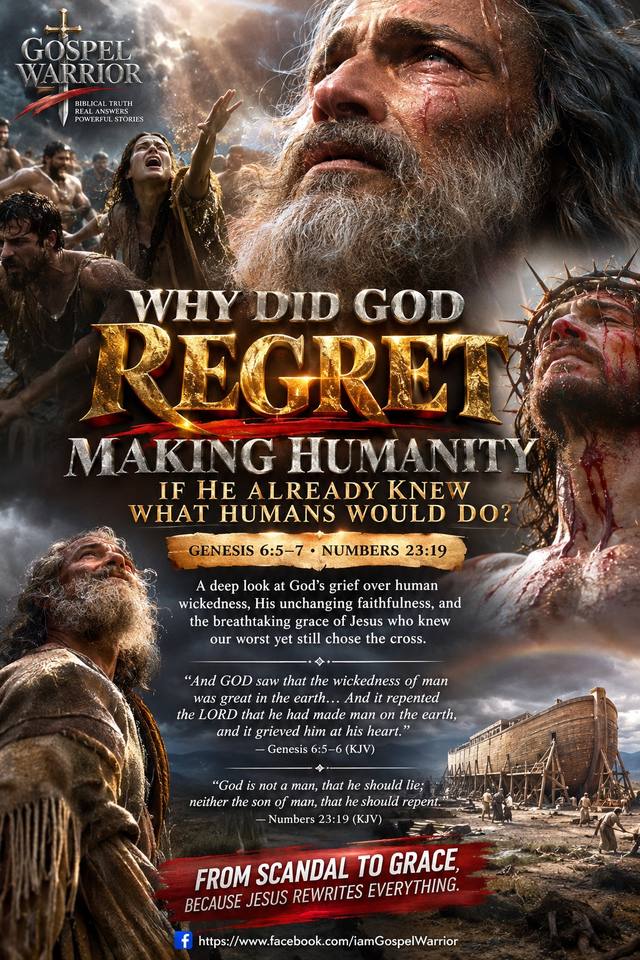 GOSPEL
WARRIOR
BIBLICAL TRUTH
REAL ANSWERS
POWERFUL STORIES
WHY DID GOD
REGRET
MAKING HUMANITY
IF HE ALREADY KNEW
WHAT HUMANS WOULD DO?
GENESIS 6:5–7 • NUMBERS 23:19
A deep look at God's grief over human
wickedness, His unchanging faithfulness, and
the breathtaking grace of Jesus who knew
our worst yet still chose the cross.
“And GOD saw that the wickedness of man
was great in the earth… And it repented
the LORD that he had made man on the earth,
and it grieved him at his heart.”
— Genesis 6:5–6 (KJV)
“God is not a man, that he should lie;
neither the son of man, that he should repent.”
— Numbers 23:19 (KJV)
FROM SCANDAL TO GRACE,
BECAUSE JESUS REWRITES EVERYTHING.
f https://www.facebook.com/iamGospelWarrior